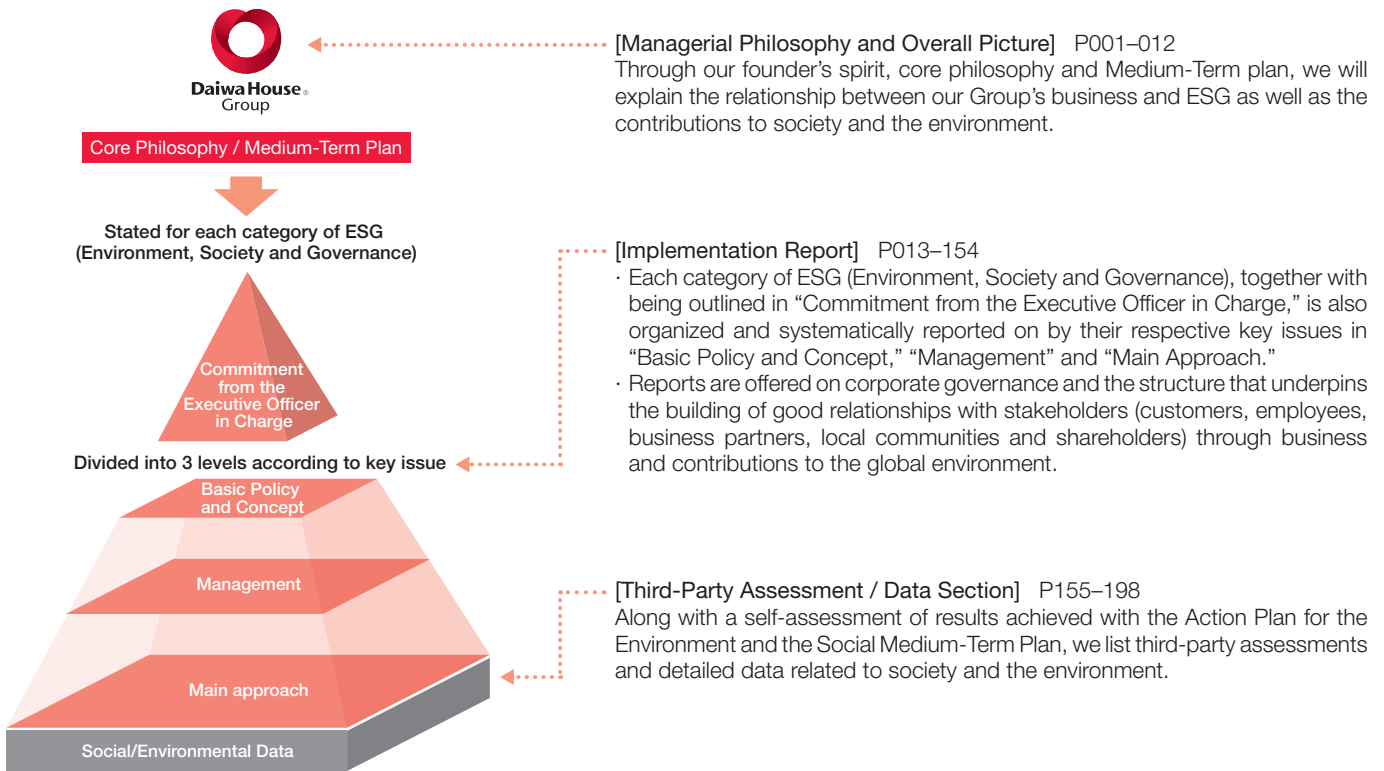 Daiwa House®
Group
Core Philosophy / Medium-Term Plan
Stated for each category of ESG
(Environment, Society and Governance)
Commitment
from the
Executive Officer
in Charge
Divided into 3 levels according to key issue
Basic Policy
and Concept
Management
Main approach
Social/Environmental Data
[Managerial Philosophy and Overall Picture] P001–012
Through our founder's spirit, core philosophy and Medium-Term plan, we will
explain the relationship between our Group's business and ESG as well as the
contributions to society and the environment.
[Implementation Report] P013–154
· Each category of ESG (Environment, Society and Governance), together with
being outlined in “Commitment from the Executive Officer in Charge,” is also
organized and systematically reported on by their respective key issues in
“Basic Policy and Concept,” “Management” and “Main Approach.”
· Reports are offered on corporate governance and the structure that underpins
the building of good relationships with stakeholders (customers, employees,
business partners, local communities and shareholders) through business
and contributions to the global environment.
[Third-Party Assessment / Data Section] P155–198
Along with a self-assessment of results achieved with the Action Plan for the
Environment and the Social Medium-Term Plan, we list third-party assessments
and detailed data related to society and the environment.